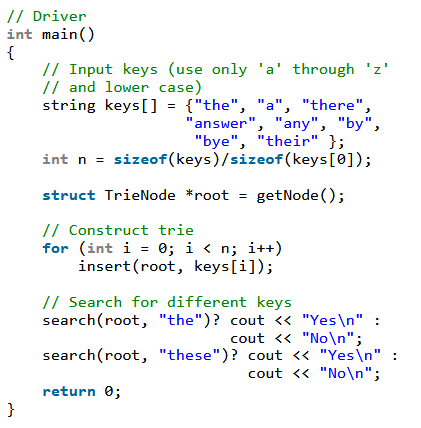 // Driver
int main()
{
    // Input keys (use only 'a' through 'z'
    // and lower case)
    string keys[] = {"the", "a", "there",
                    "answer", "any", "by",
                     "bye", "their" };
    int n = sizeof(keys)/sizeof(keys[0]);

    struct TrieNode *root = getNode();

    // Construct trie
    for (int i = 0; i < n; i++)
        insert(root, keys[i]);

    // Search for different keys
    search(root, "the")? cout << "Yes\n" :
                         cout << "No\n";
    search(root, "these")? cout << "Yes\n" :
                           cout << "No\n";
    return 0;
}